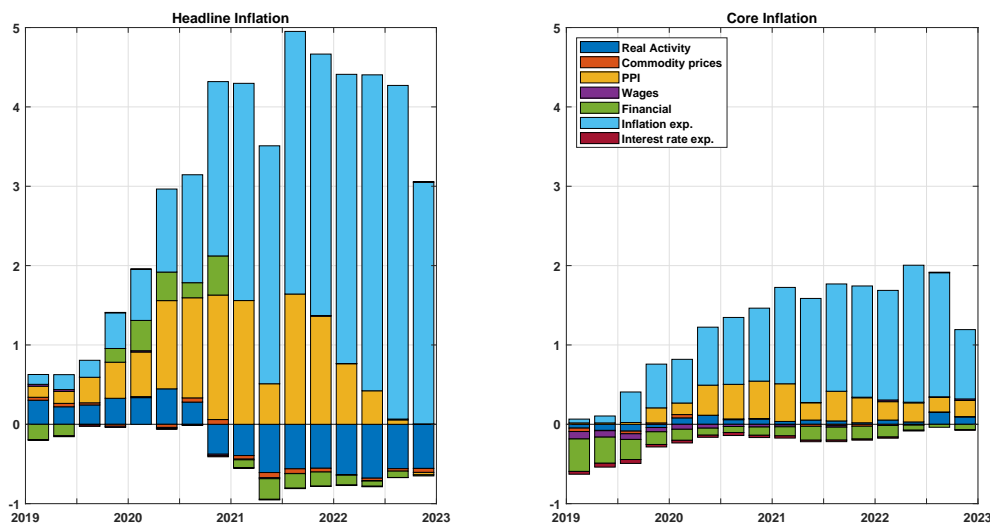 Headline Inflation
5
4
3
2
1
0
-1
2019
2020
2021
2022
2023
Core Inflation
Real Activity
Commodity prices
PPI
Wages
Financial
Inflation exp.
Interest rate exp.
5
4
3
2
1
0
-1
2019
2020
2021
2022
2023